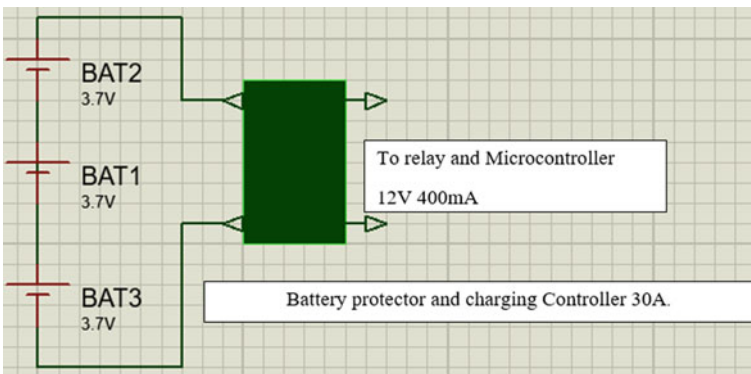 BAT2
3.7V
BAT1
3.7V
To relay and Microcontroller
12V 400mA
BAT3
3.7V
Battery protector and charging Controller 30A.